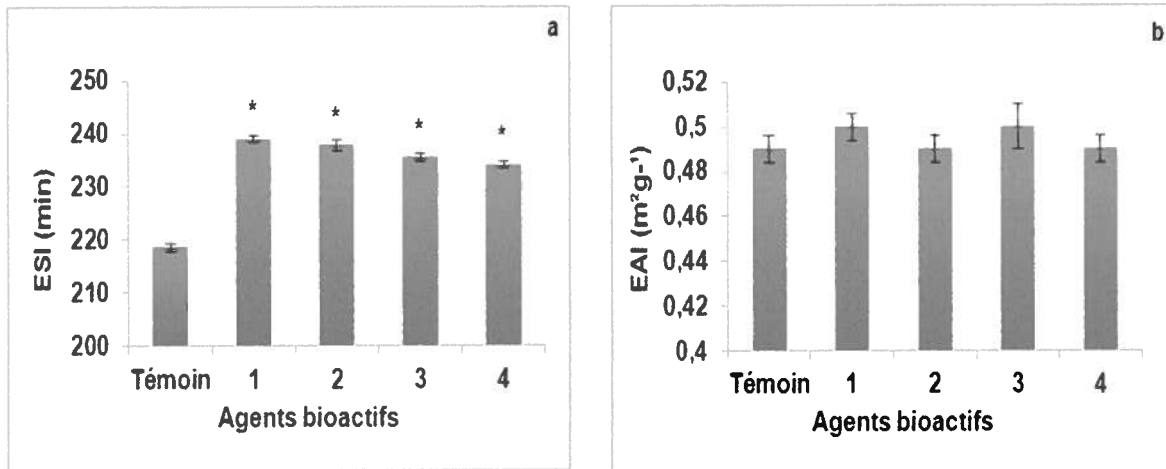 a
ESI (min)
250
240
230
220
210
200
* * * *
Témoin 1 2 3 4
Agents bioactifs
b
EAI (m²g-¹)
0,52
0,5
0,48
0,46
0,44
0,42
0,4
Témoin 1 2 3 4
Agents bioactifs